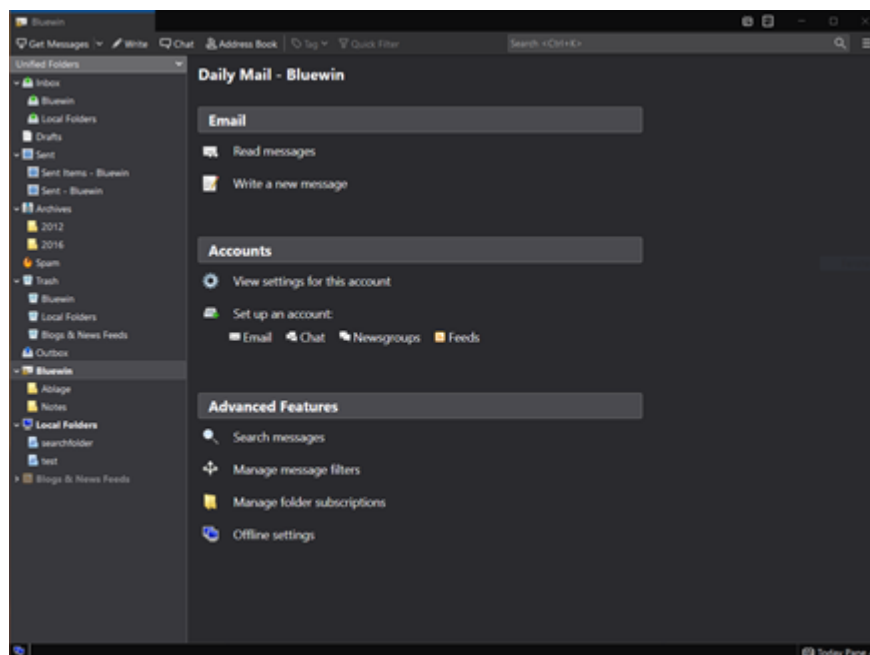 Bluewin
Get Messages Write Chat Address Book Tag Quick Filter Search <Ctrl+K>
Unified Folders
Inbox
Bluewin
Local Folders
Drafts
Sent
Sent Items - Bluewin
Sent - Bluewin
Archives
2012
2016
Spam
Trash
Bluewin
Local Folders
Blogs & News Feeds
Outbox
Bluewin
Ablage
Notes
Local Folders
searchfolder
test
Blogs & News Feeds
Daily Mail - Bluewin
Email
Read messages
Write a new message
Accounts
View settings for this account
Set up an account:
Email Chat Newsgroups Feeds
Advanced Features
Search messages
Manage message filters
Manage folder subscriptions
Offline settings
Today Pane